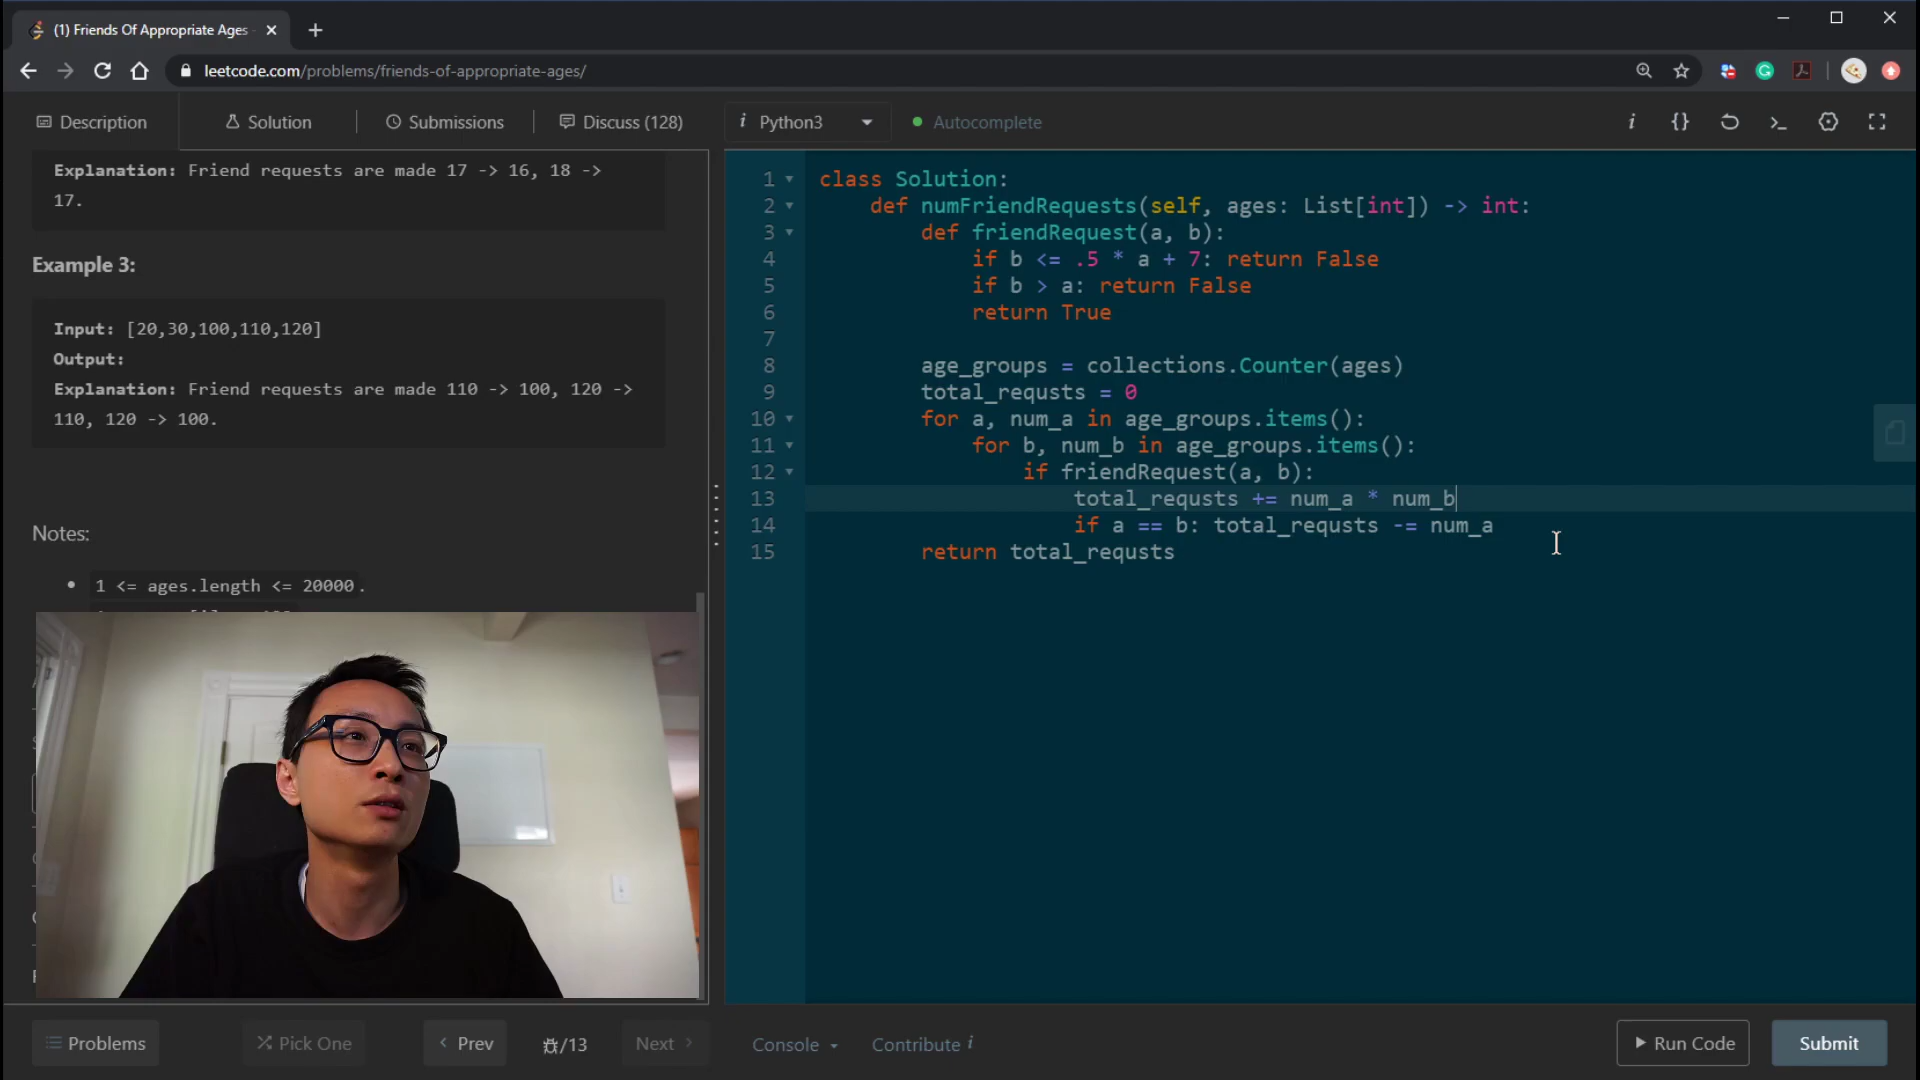 (1) Friends Of Appropriate Ages
leetcode.com/problems/friends-of-appropriate-ages/
Description
Solution
Submissions
Discuss (128)
i Python3
Autocomplete
Explanation: Friend requests are made 17 -> 16, 18 ->
17.
Example 3:
Input: [20,30,100,110,120]
Output:
Explanation: Friend requests are made 110 -> 100, 120 ->
110, 120 -> 100.
Notes:
1 <= ages.length <= 20000.
1 class Solution:
2 def numFriendRequests(self, ages: List[int]) -> int:
3 def friendRequest(a, b):
4 if b <= .5 * a + 7: return False
5 if b > a: return False
6 return True
7
8 age_groups = collections.Counter(ages)
9 total_requsts = 0
10 for a, num_a in age_groups.items():
11 for b, num_b in age_groups.items():
12 if friendRequest(a, b):
13 total_requsts += num_a * num_b
14 if a == b: total_requsts -= num_a
15 return total_requsts
Problems
Pick One
Prev
/13
Next
Console
Contribute i
Run Code
Submit